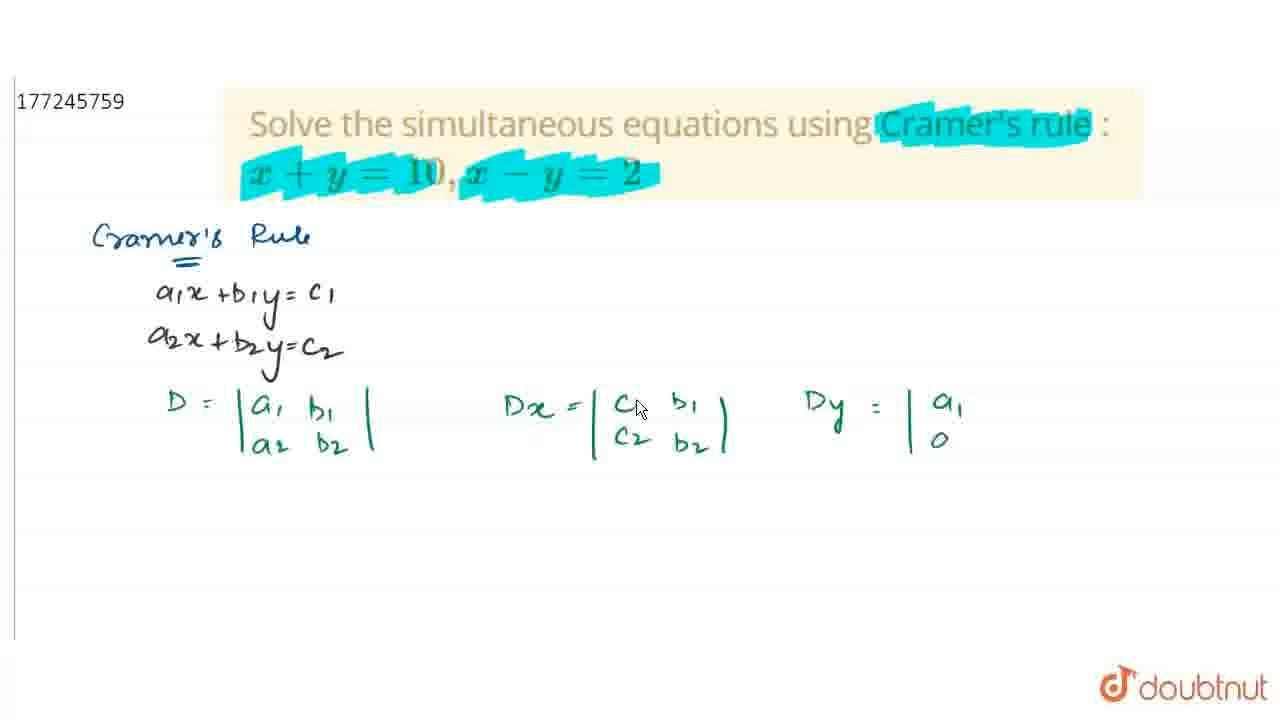 177245759
Solve the simultaneous equations using Cramer's rule :
x + y = 10, x − y = 2
Cramer's Rule
a₁x + b₁y = c₁
a₂x + b₂y = c₂
D = | a₁ b₁ | Dx = | c₁ b₁ | Dy = | a₁
| a₂ b₂ | | c₂ b₂ | |
doubtnut